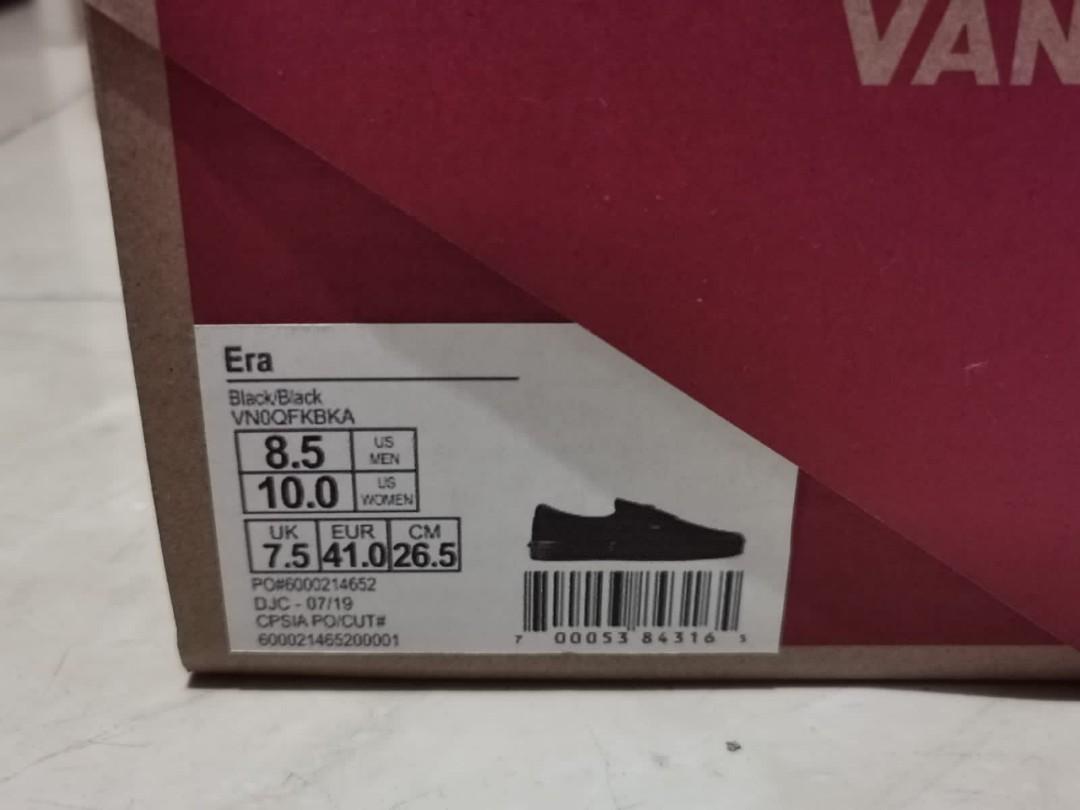 VAN
Era
Black/Black
VN0QFKBKA
8.5 US MEN
10.0 US WOMEN
UK EUR CM
7.5 41.0 26.5
PO#6000214652
DJC - 07/19
CPSIA PO/CUT#
600021465200001
7 00053 84316 5